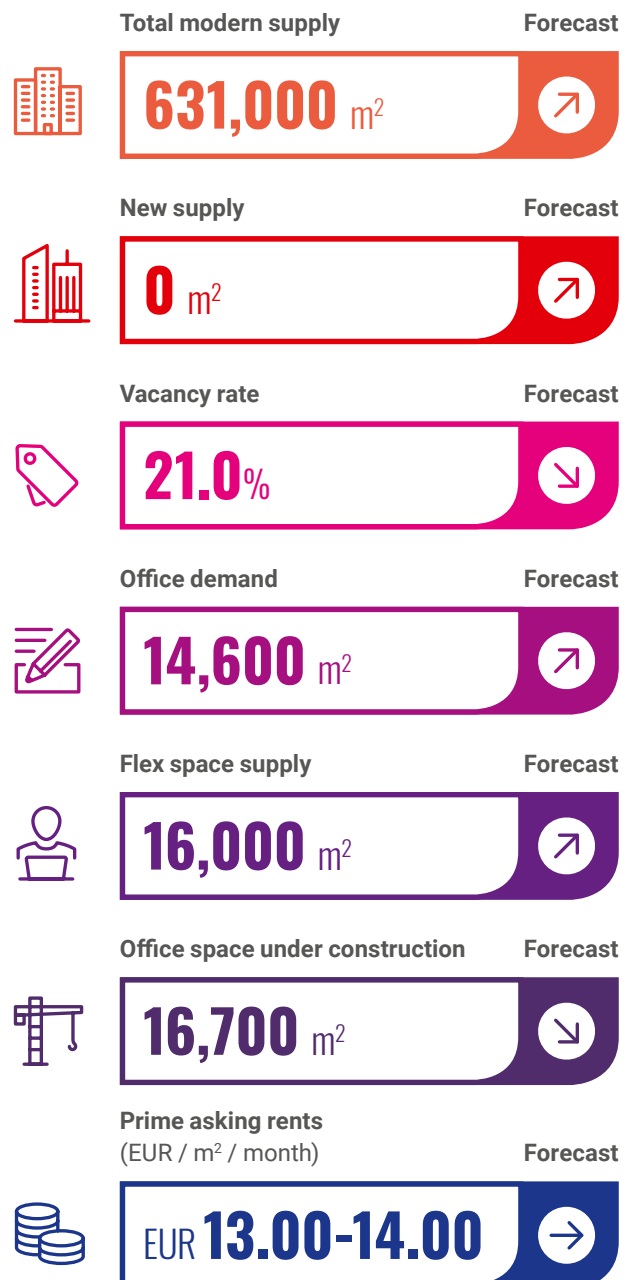 Total modern supply Forecast
631,000 m²
New supply Forecast
0 m²
Vacancy rate Forecast
21.0%
Office demand Forecast
14,600 m²
Flex space supply Forecast
16,000 m²
Office space under construction Forecast
16,700 m²
Prime asking rents
(EUR / m² / month) Forecast
EUR 13.00-14.00